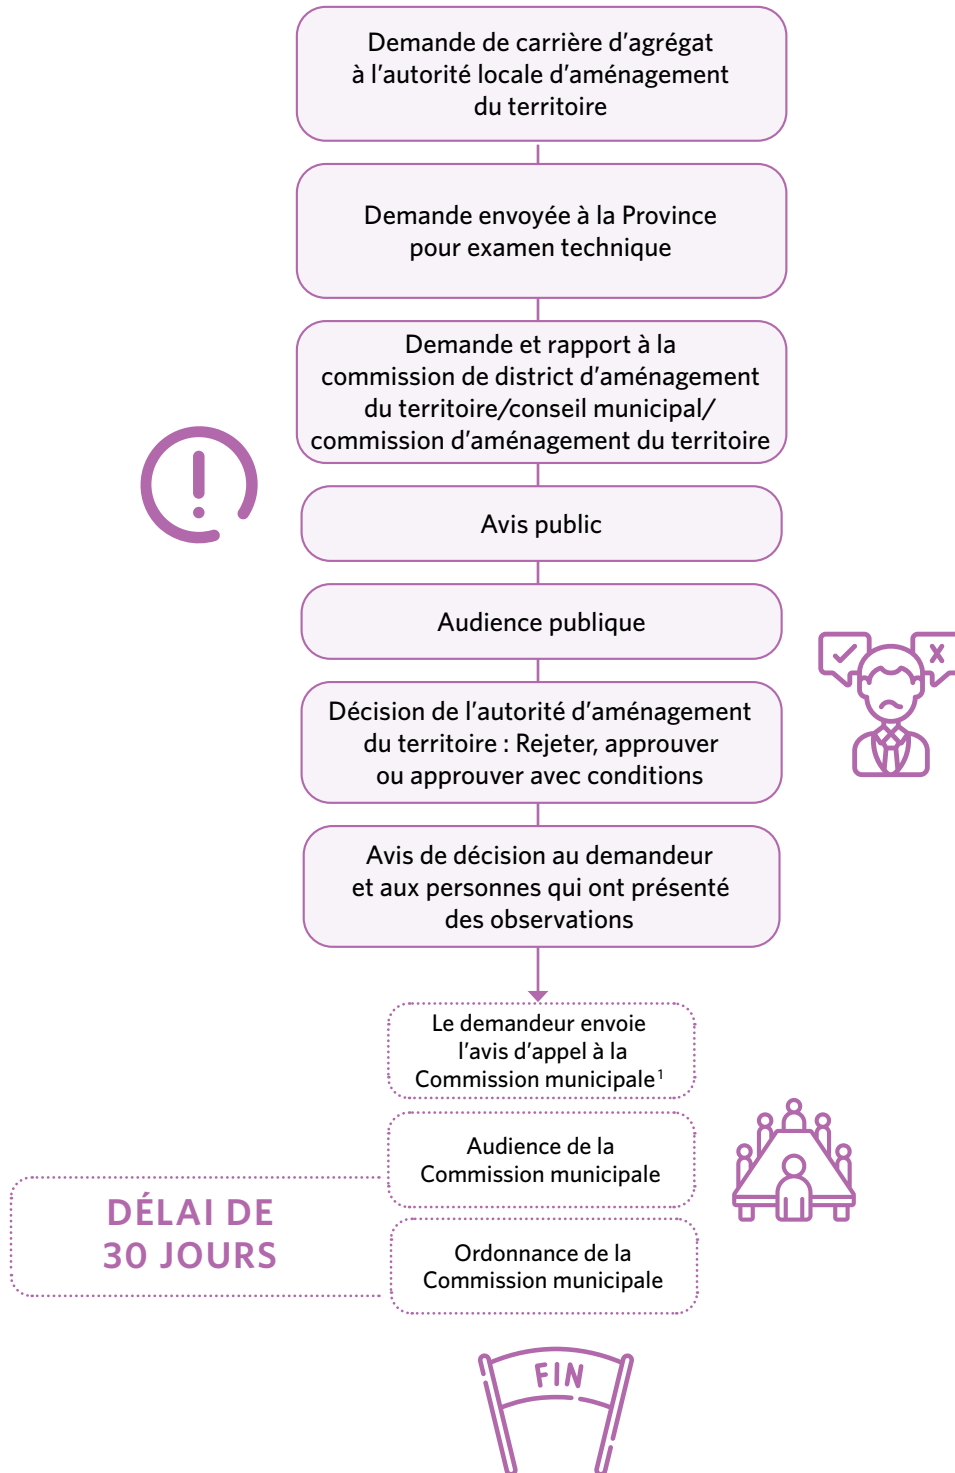 Demande de carrière d'agrégat
à l'autorité locale d'aménagement
du territoire
Demande envoyée à la Province
pour examen technique
Demande et rapport à la
commission de district d'aménagement
du territoire/conseil municipal/
commission d'aménagement du territoire
Avis public
Audience publique
Décision de l'autorité d'aménagement
du territoire : Rejeter, approuver
ou approuver avec conditions
Avis de décision au demandeur
et aux personnes qui ont présenté
des observations
Le demandeur envoie
l'avis d'appel à la
Commission municipale¹
Audience de la
Commission municipale
DÉLAI DE
30 JOURS
Ordonnance de la
Commission municipale
FIN